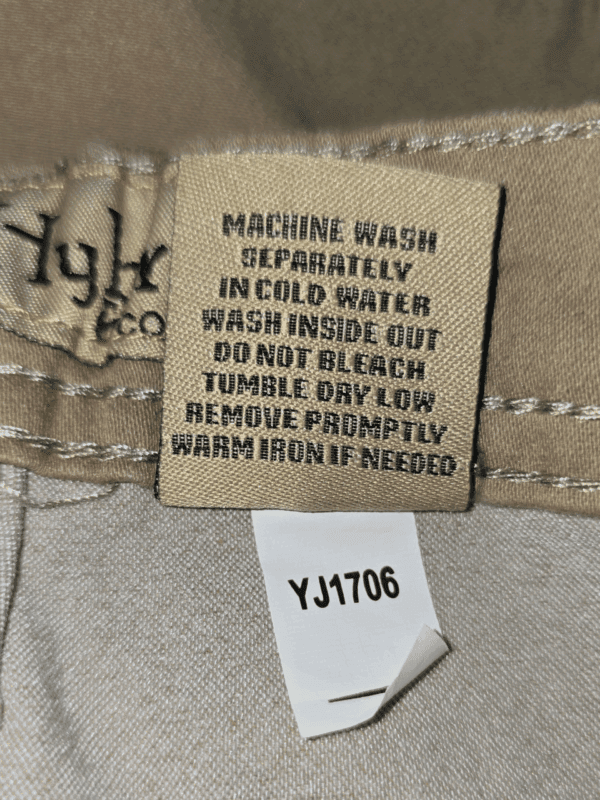 MACHINE WASH
SEPARATELY
IN COLD WATER
WASH INSIDE OUT
DO NOT BLEACH
TUMBLE DRY LOW
REMOVE PROMPTLY
WARM IRON IF NEEDED
YJ1706